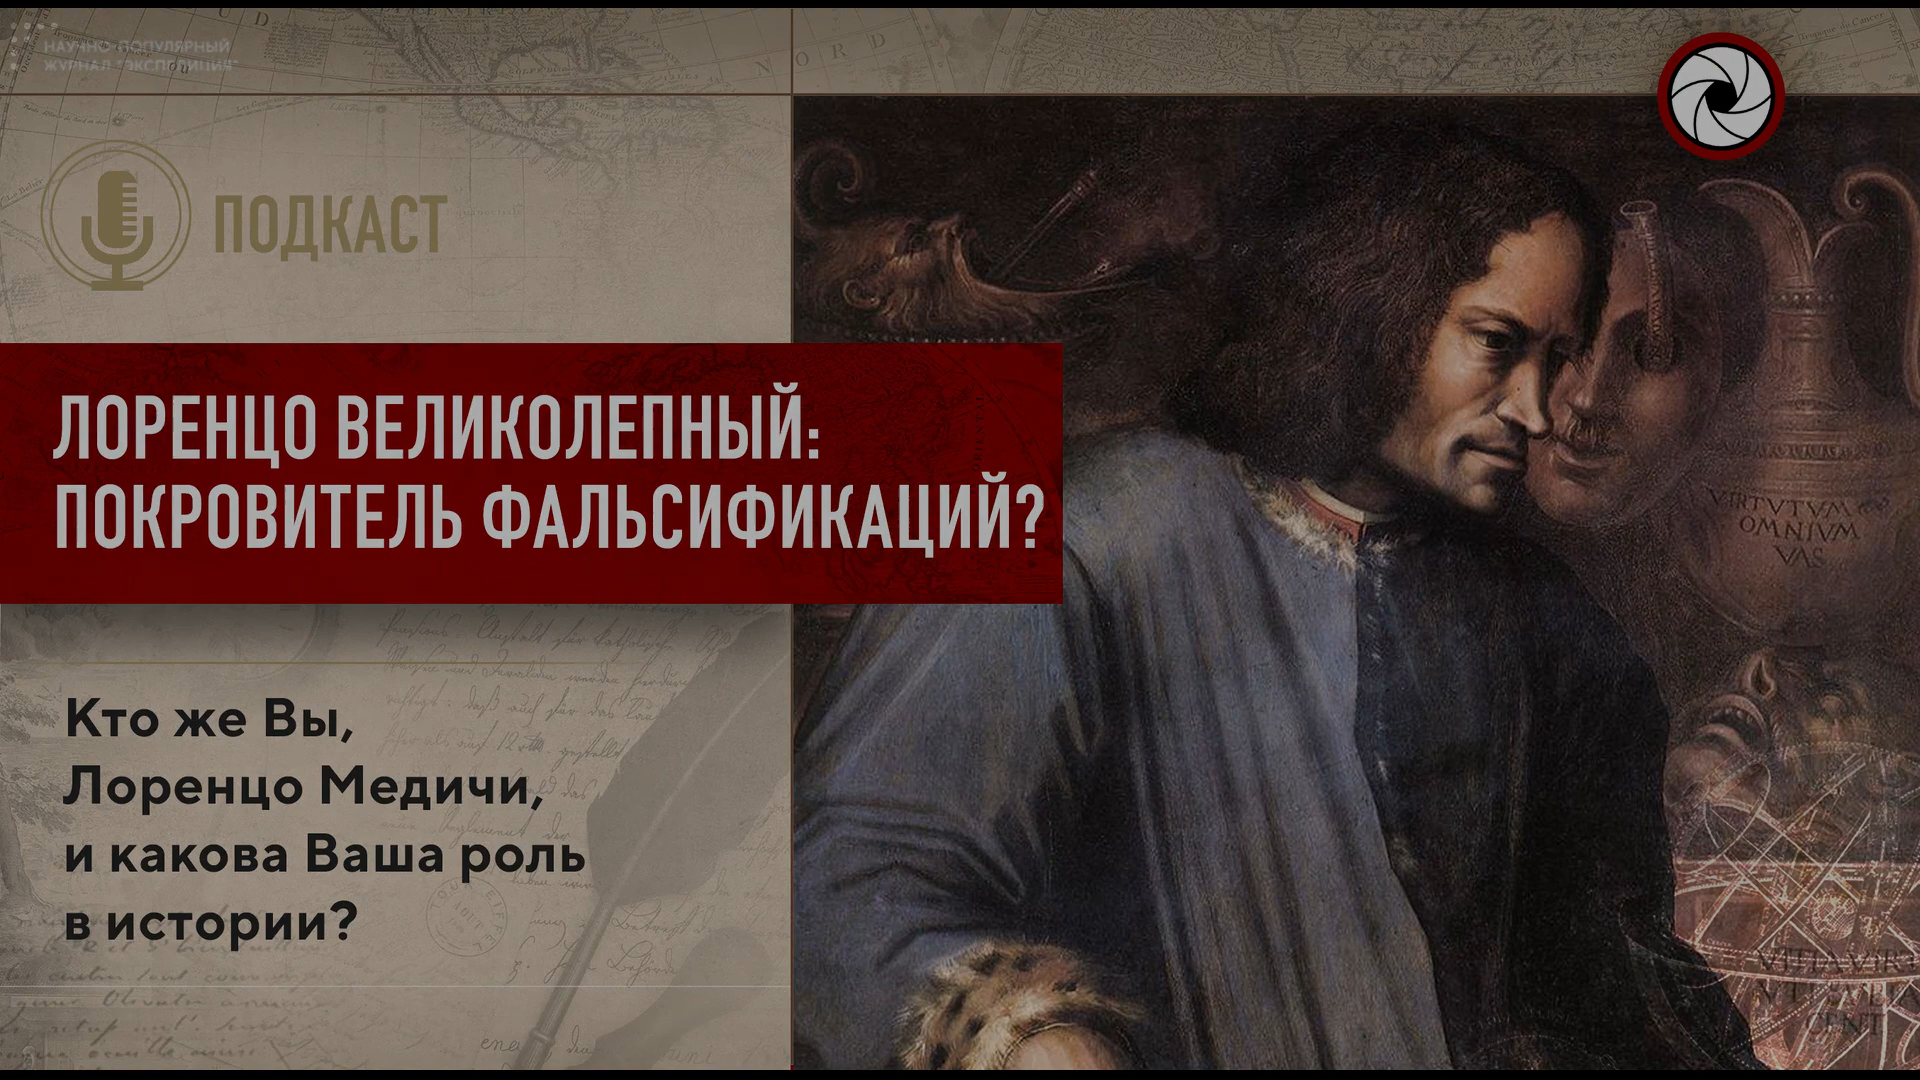 НАУЧНО-ПОПУЛЯРНЫЙ
ЖУРНАЛ "ЭКСПЕДИЦИЯ"
ПОДКАСТ
ЛОРЕНЦО ВЕЛИКОЛЕПНЫЙ:
ПОКРОВИТЕЛЬ ФАЛЬСИФИКАЦИЙ?
Кто же Вы,
Лоренцо Медичи,
и какова Ваша роль
в истории?
VIRTVTVM
OMNIVM
VAS